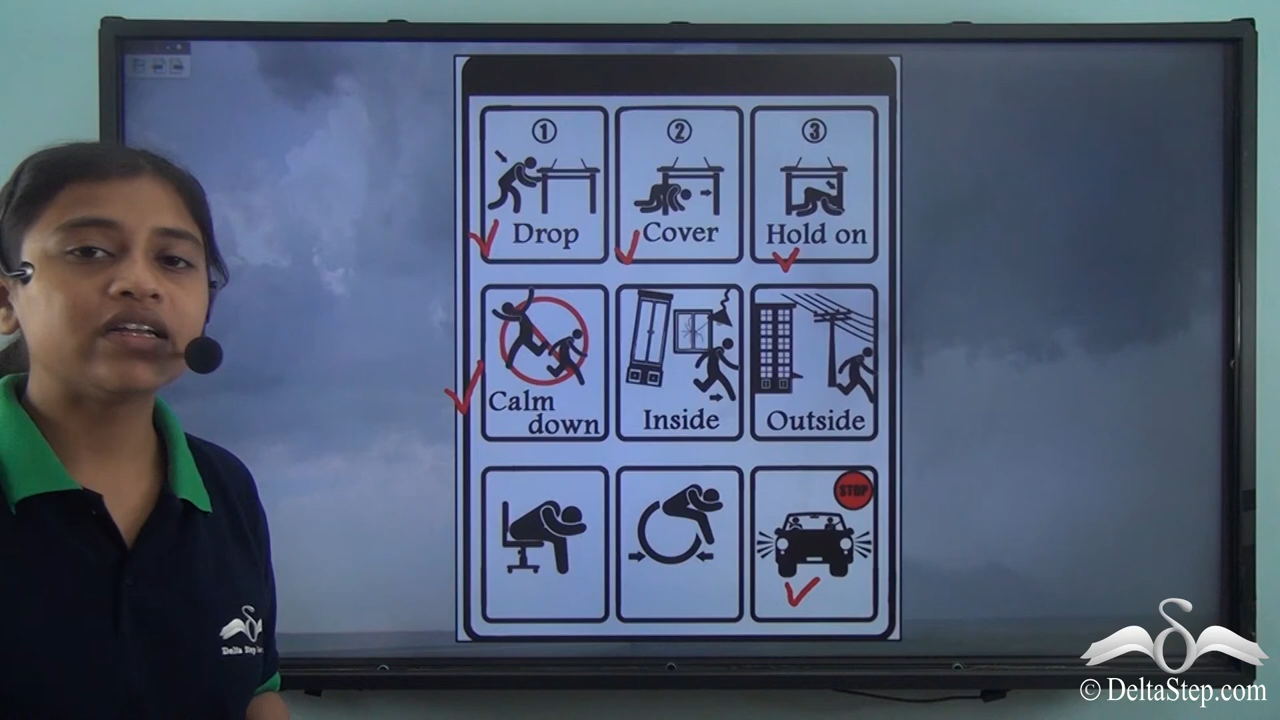 ①
②
③
Drop
Cover
Hold on
Calm
down
Inside
Outside
STOP
Delta Step
© DeltaStep.com